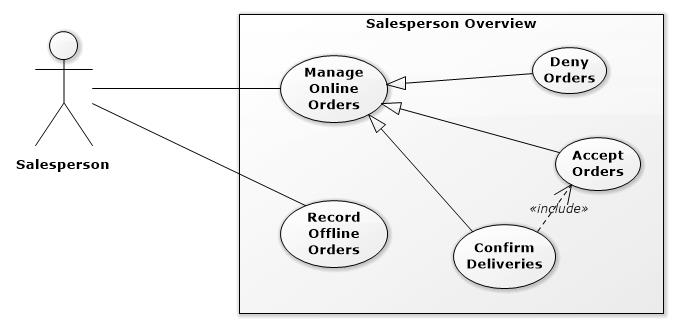 Salesperson Overview
Manage
Online
Orders
Deny
Orders
Accept
Orders
Salesperson
«include»
Record
Offline
Orders
Confirm
Deliveries